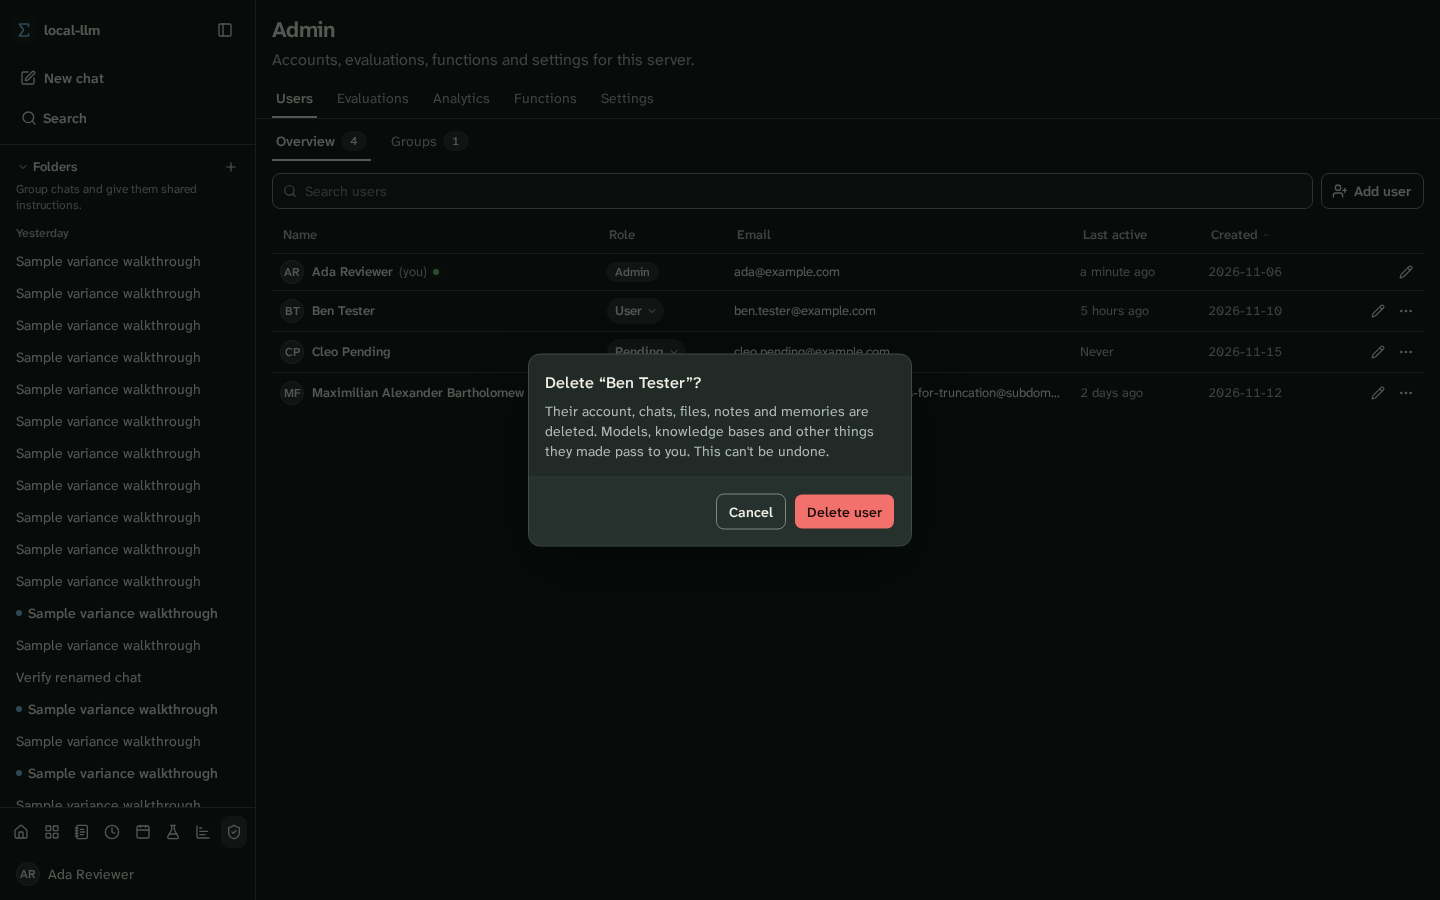 local-llm
New chat
Search
Folders
Group chats and give them shared
instructions.
Yesterday
Sample variance walkthrough
Sample variance walkthrough
Sample variance walkthrough
Sample variance walkthrough
Sample variance walkthrough
Sample variance walkthrough
Sample variance walkthrough
Sample variance walkthrough
Sample variance walkthrough
Sample variance walkthrough
Sample variance walkthrough
Sample variance walkthrough
Sample variance walkthrough
Verify renamed chat
Sample variance walkthrough
Sample variance walkthrough
Sample variance walkthrough
Sample variance walkthrough
AR Ada Reviewer
Admin
Accounts, evaluations, functions and settings for this server.
Users Evaluations Analytics Functions Settings
Overview 4 Groups 1
Search users Add user
Name Role Email Last active Created
AR Ada Reviewer (you) Admin ada@example.com a minute ago 2026-11-06
BT Ben Tester User ben.tester@example.com 5 hours ago 2026-11-10
CP Cleo Pending Pending cleo.pending@example.com Never 2026-11-15
MF Maximilian Alexander Bartholomew -for-truncation@subdom... 2 days ago 2026-11-12
Delete “Ben Tester”?
Their account, chats, files, notes and memories are
deleted. Models, knowledge bases and other things
they made pass to you. This can't be undone.
Cancel Delete user